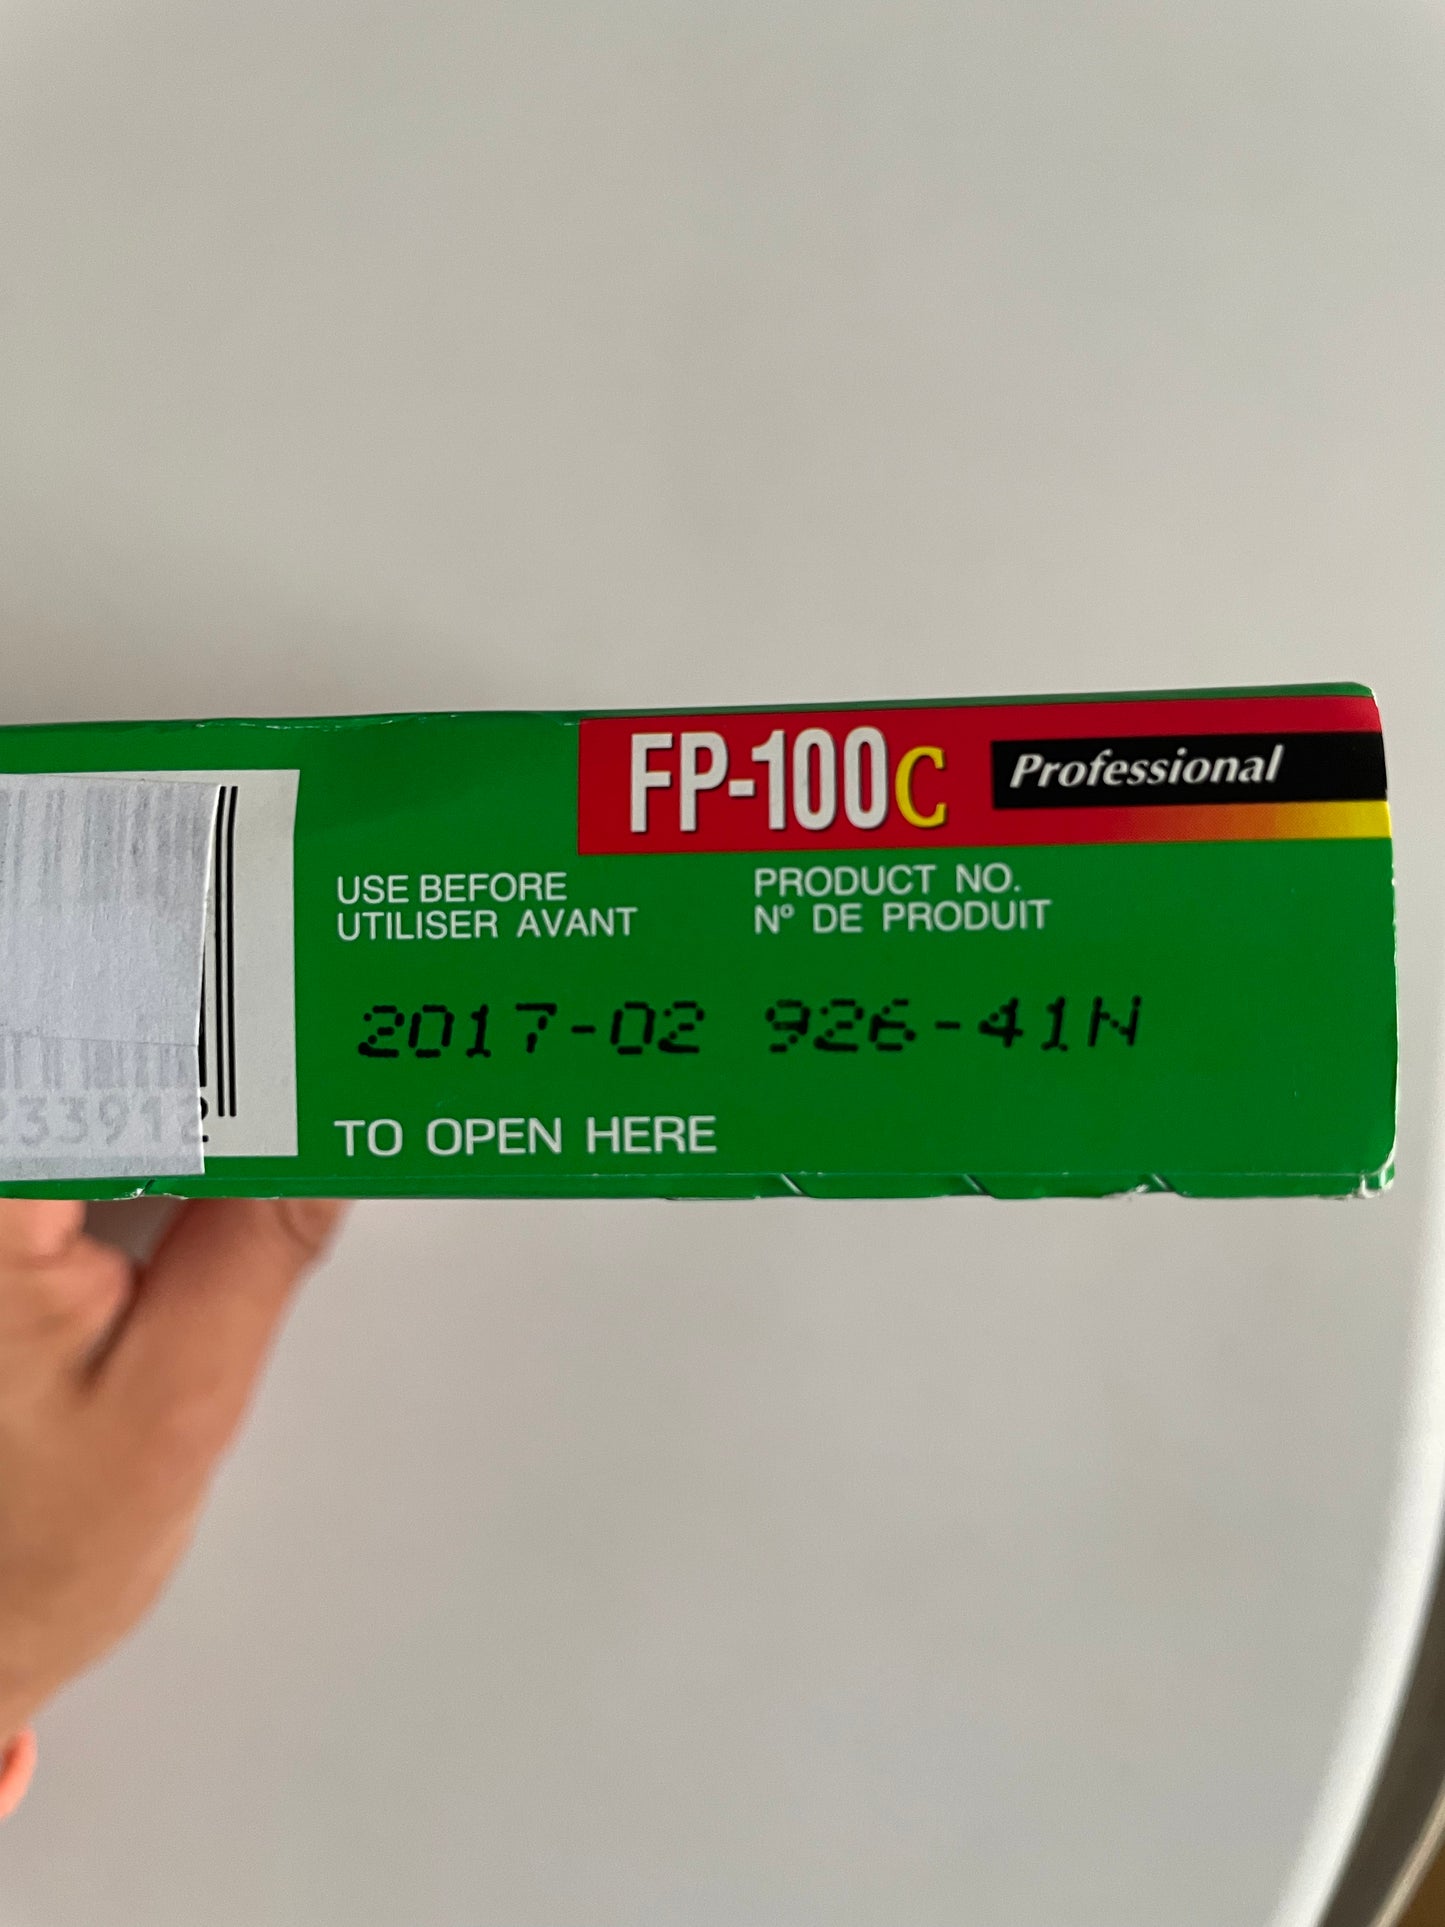 FP-100C Professional
USE BEFORE
UTILISER AVANT
PRODUCT NO.
Nº DE PRODUIT
2017-02 926-41N
TO OPEN HERE
233912